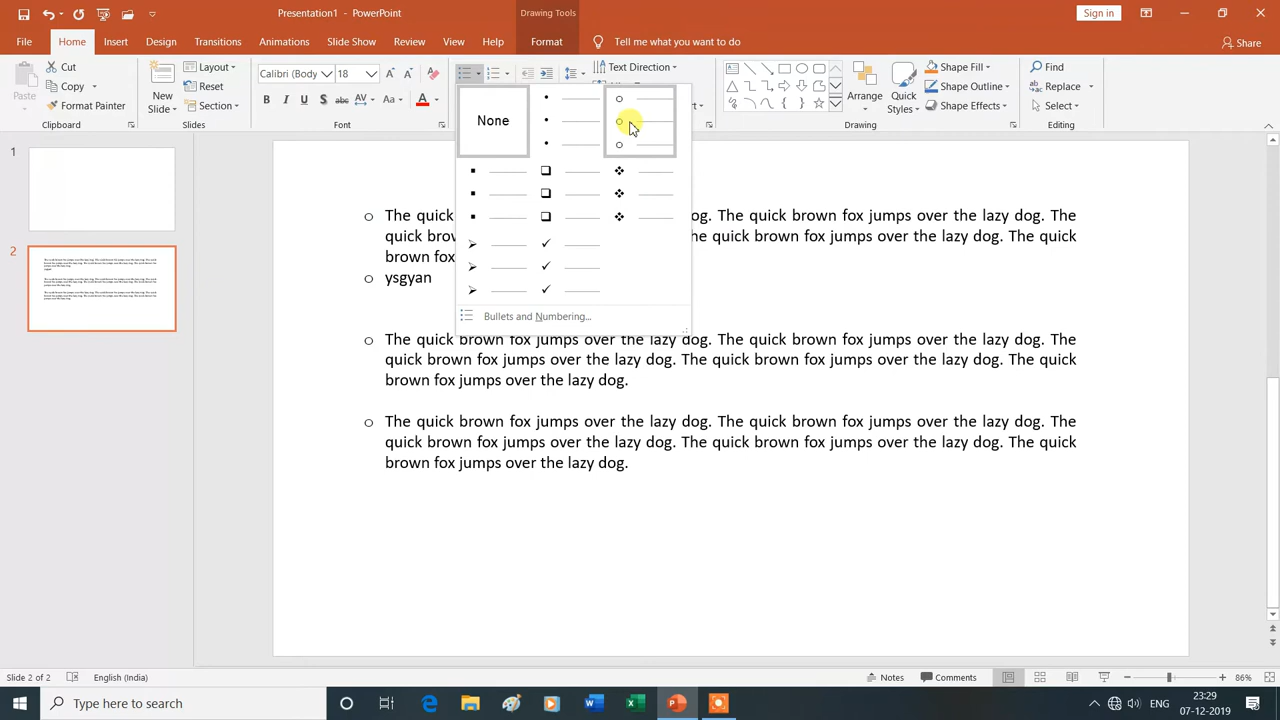 Presentation1 - PowerPoint
Drawing Tools
Sign in
File Home Insert Design Transitions Animations Slide Show Review View Help Format Tell me what you want to do Share
Cut
Copy
Format Painter
Paste
Clipboard
New Slide
Layout
Reset
Section
Slides
Calibri (Body) 18
B I U S abc AV Aa A
Font
Text Direction
Arrange
Quick Styles
Shape Fill
Shape Outline
Shape Effects
Drawing
Find
Replace
Select
Editing
None
Bullets and Numbering...
1
2
The quick
og. The quick brown fox jumps over the lazy dog. The
quick brov
he quick brown fox jumps over the lazy dog. The quick
brown fox
ysgyan
The quick brown fox jumps over the lazy dog. The quick brown fox jumps over the lazy dog. The
quick brown fox jumps over the lazy dog. The quick brown fox jumps over the lazy dog. The quick
brown fox jumps over the lazy dog.
The quick brown fox jumps over the lazy dog. The quick brown fox jumps over the lazy dog. The
quick brown fox jumps over the lazy dog. The quick brown fox jumps over the lazy dog. The quick
brown fox jumps over the lazy dog.
Slide 2 of 2 English (India) Notes Comments 86%
Type here to search
ENG
23:29
07-12-2019